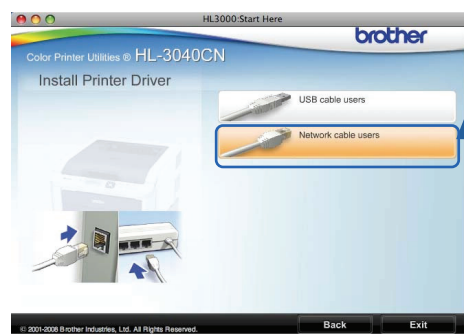 HL3000:Start Here
brother
Color Printer Utilities ® HL-3040CN
Install Printer Driver
USB cable users
Network cable users
© 2001-2008 Brother Industries, Ltd. All Rights Reserved.
Back
Exit